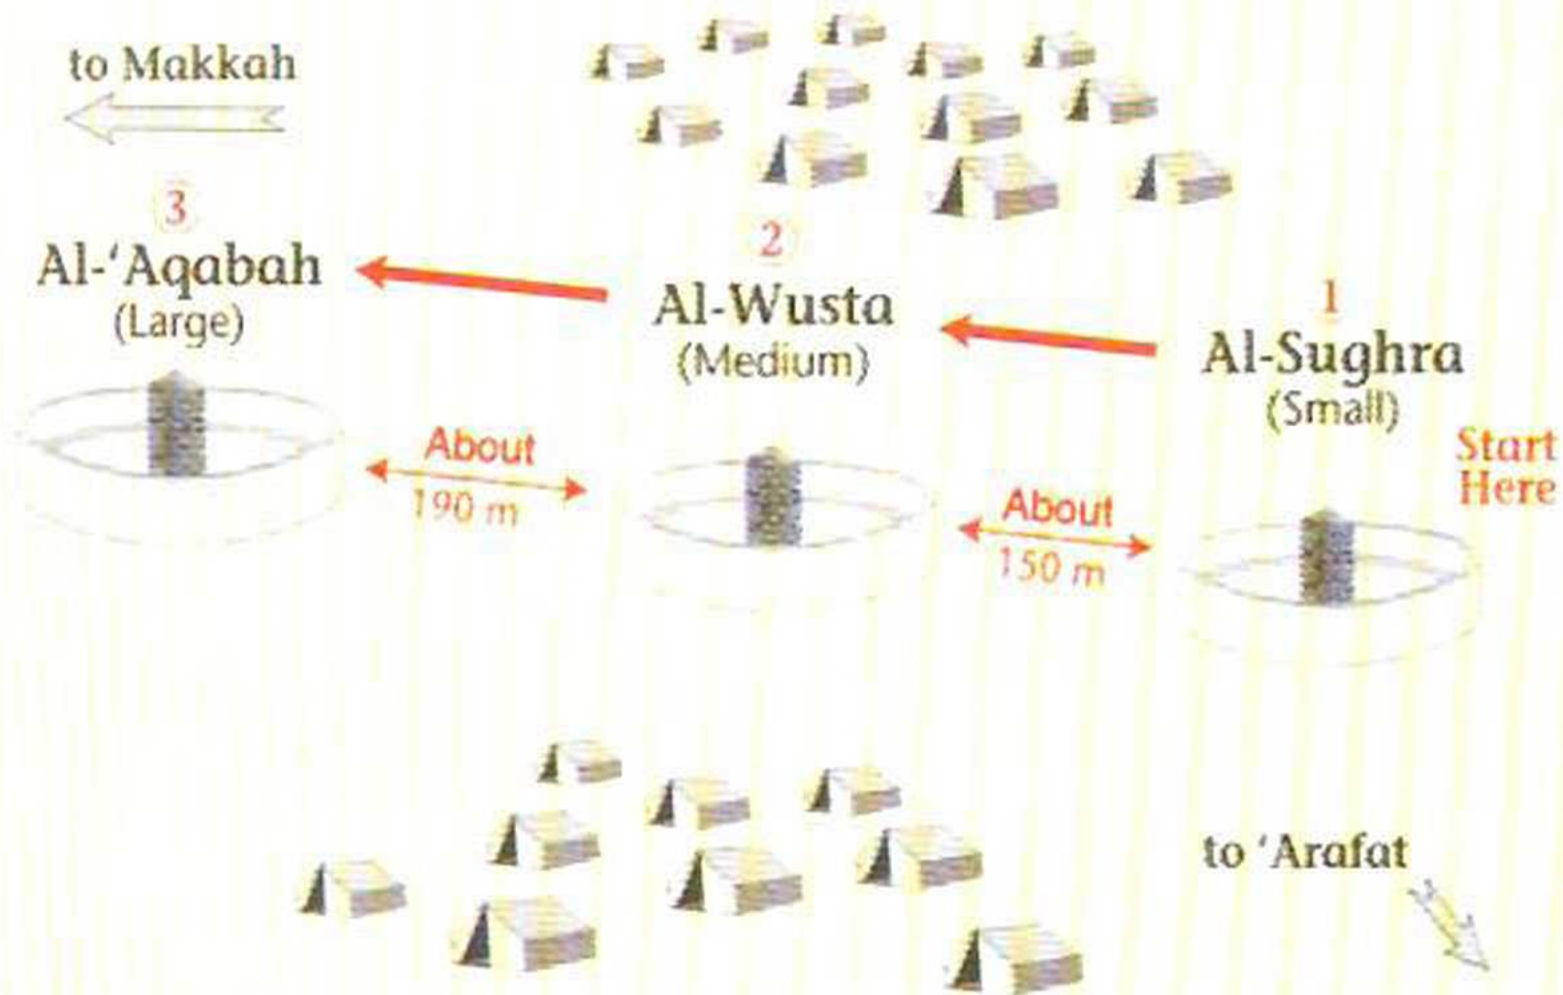 to Makkah
3
Al-‘Aqabah
(Large)
2
Al-Wusta
(Medium)
1
Al-Sughra
(Small)
Start
Here
About
190 m
About
150 m
to ‘Arafat